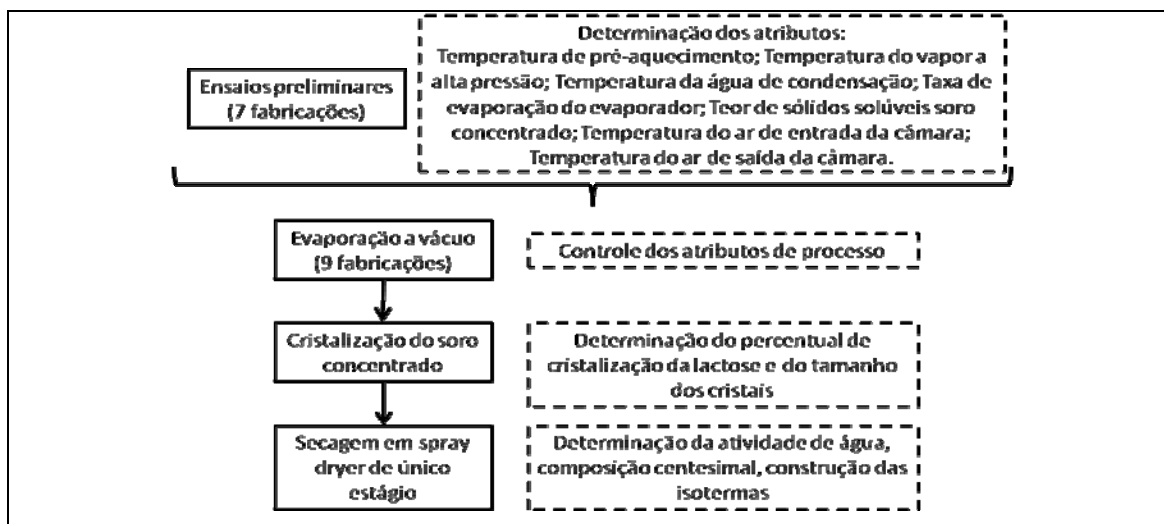 Determinação dos atributos:
Temperatura de pré-aquecimento; Temperatura do vapor a
alta pressão; Temperatura da água de condensação; Taxa de
evaporação do evaporador; Teor de sólidos solúveis soro
concentrado; Temperatura do ar de entrada da câmara;
Temperatura do ar de saída da câmara.
Ensaios preliminares
(7 fabricações)
Evaporação a vácuo
(9 fabricações)
Controle dos atributos de processo
Cristalização do soro
concentrado
Determinação do percentual de
cristalização da lactose e do tamanho
dos cristais
Secagem em spray
dryer de único
estágio
Determinação da atividade de água,
composição centesimal, construção das
isotermas